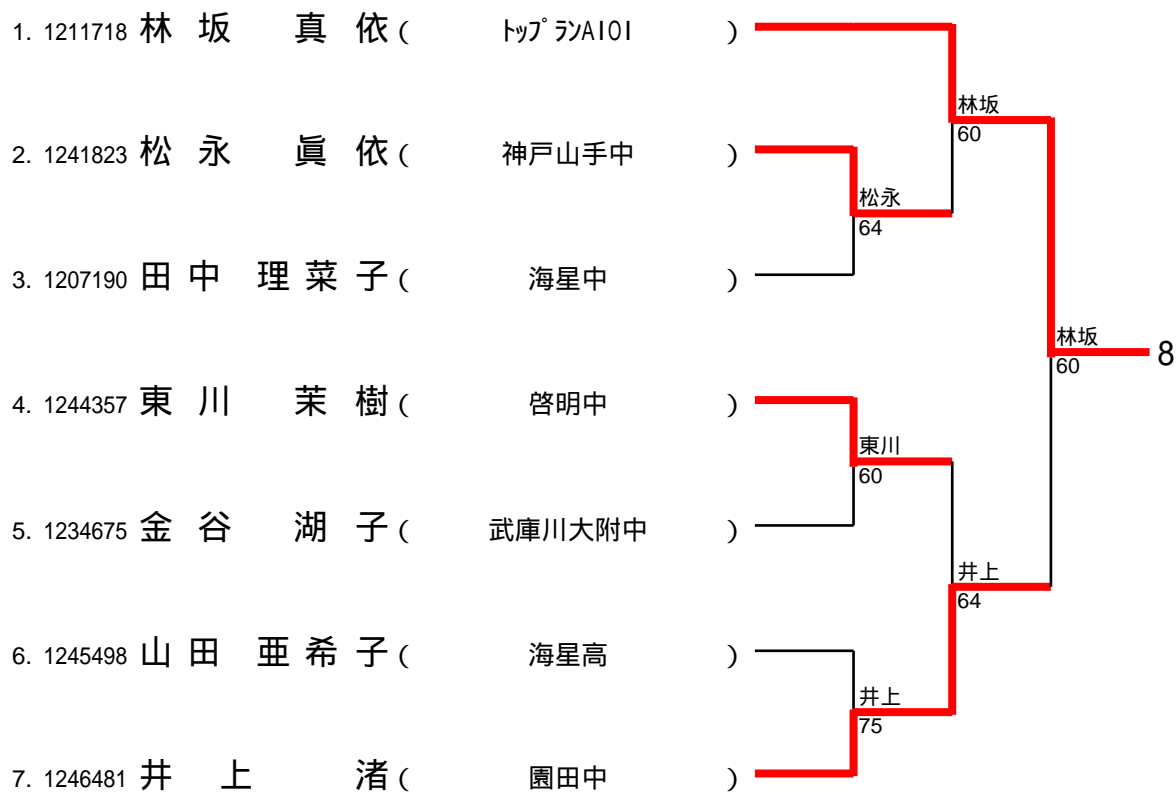 1. 1211718 林 坂 真 依 ( ﾄｯﾌﾟﾗﾝA1O1 )
林坂
60
2. 1241823 松 永 眞 依 ( 神戸山手中 )
松永
64
3. 1207190 田 中 理 菜 子 ( 海星中 )
林坂
60
8
4. 1244357 東 川 茉 樹 ( 啓明中 )
東川
60
5. 1234675 金 谷 湖 子 ( 武庫川大附中 )
井上
64
6. 1245498 山 田 亜 希 子 ( 海星高 )
井上
75
7. 1246481 井 上 渚 ( 園田中 )